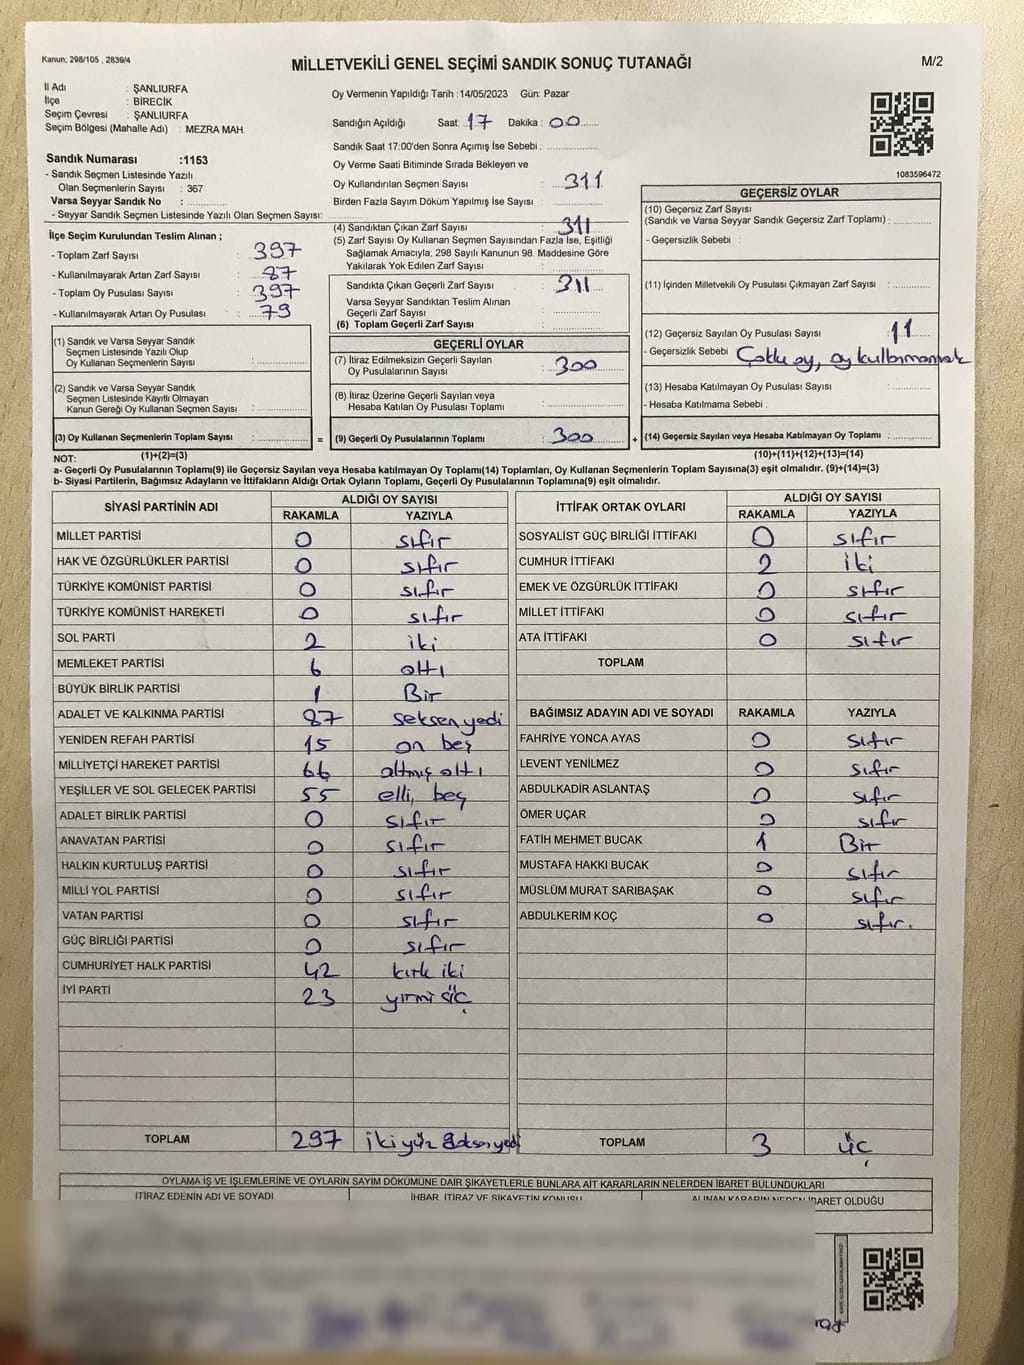 Kanun; 298/105 , 2839/4
MİLLETVEKİLİ GENEL SEÇİMİ SANDIK SONUÇ TUTANAĞI
M/2
İl Adı : ŞANLIURFA
İlçe : BİRECİK
Seçim Çevresi : ŞANLIURFA
Seçim Bölgesi (Mahalle Adı) : MEZRA MAH
Sandık Numarası :1153
- Sandık Seçmen Listesinde Yazılı
Olan Seçmenlerin Sayısı : 367
Varsa Seyyar Sandık No :
- Seyyar Sandık Seçmen Listesinde Yazılı Olan Seçmen Sayısı:
Oy Vermenin Yapıldığı Tarih :14/05/2023 Gün: Pazar
Sandığın Açıldığı Saat: 17 Dakika : 00
Sandık Saat 17:00'den Sonra Açımış İse Sebebi :
Oy Verme Saati Bitiminde Sırada Bekleyen ve
Oy Kullandırılan Seçmen Sayısı : 311
Birden Fazla Sayım Döküm Yapılmış İse Sayısı :
1083596472
İlçe Seçim Kurulundan Teslim Alınan ;
- Toplam Zarf Sayısı : 397
- Kullanılmayarak Artan Zarf Sayısı : 87
- Toplam Oy Pusulası Sayısı : 397
- Kullanılmayarak Artan Oy Pusulası : 79
(4) Sandıktan Çıkan Zarf Sayısı : 311
(5) Zarf Sayısı Oy Kullanan Seçmen Sayısından Fazla İse, Eşitliği
Sağlamak Amacıyla; 298 Sayılı Kanunun 98. Maddesine Göre
Yakılarak Yok Edilen Zarf Sayısı :
Sandıkta Çıkan Geçerli Zarf Sayısı : 311
Varsa Seyyar Sandıktan Teslim Alınan
Geçerli Zarf Sayısı :
(6) Toplam Geçerli Zarf Sayısı :
GEÇERSİZ OYLAR
(10) Geçersiz Zarf Sayısı
(Sandık ve Varsa Seyyar Sandık Geçersiz Zarf Toplamı) :
- Geçersizlik Sebebi :
(11) İçinden Milletvekili Oy Pusulası Çıkmayan Zarf Sayısı :
(12) Geçersiz Sayılan Oy Pusulası Sayısı : 11
- Geçersizlik Sebebi Çoklu oy, oy kullanmamak
(13) Hesaba Katılmayan Oy Pusulası Sayısı :
- Hesaba Katılmama Sebebi :
(14) Geçersiz Sayılan veya Hesaba Katılmayan Oy Toplamı :
(10)+(11)+(12)+(13)=(14)
(1) Sandık ve Varsa Seyyar Sandık
Seçmen Listesinde Yazılı Olup
Oy Kullanan Seçmenlerin Sayısı :
(2) Sandık ve Varsa Seyyar Sandık
Seçmen Listesinde Kayıtlı Olmayan
Kanun Gereği Oy Kullanan Seçmen Sayısı :
(3) Oy Kullanan Seçmenlerin Toplam Sayısı : =
GEÇERLİ OYLAR
(7) İtiraz Edilmeksizin Geçerli Sayılan
Oy Pusulalarının Sayısı : 300
(8) İtiraz Üzerine Geçerli Sayılan veya
Hesaba Katılan Oy Pusulası Toplamı :
(9) Geçerli Oy Pusulalarının Toplamı : 300 +
NOT: (1)+(2)=(3)
a- Geçerli Oy Pusulalarının Toplamı(9) ile Geçersiz Sayılan veya Hesaba katılmayan Oy Toplamı(14) Toplamları, Oy Kullanan Seçmenlerin Toplam Sayısına(3) eşit olmalıdır. (9)+(14)=(3)
b- Siyasi Partilerin, Bağımsız Adayların ve İttifakların Aldığı Ortak Oyların Toplamı, Geçerli Oy Pusulalarının Toplamına(9) eşit olmalıdır.
SİYASİ PARTİNİN ADI ALDIĞI OY SAYISI
RAKAMLA YAZIYLA
MİLLET PARTİSİ 0 sıfır
HAK VE ÖZGÜRLÜKLER PARTİSİ 0 sıfır
TÜRKİYE KOMÜNİST PARTİSİ 0 sıfır
TÜRKİYE KOMÜNİST HAREKETİ 0 sıfır
SOL PARTİ 2 iki
MEMLEKET PARTİSİ 6 altı
BÜYÜK BİRLİK PARTİSİ 1 Bir
ADALET VE KALKINMA PARTİSİ 87 seksen yedi
YENİDEN REFAH PARTİSİ 15 on beş
MİLLİYETÇİ HAREKET PARTİSİ 66 altmış altı
YEŞİLLER VE SOL GELECEK PARTİSİ 55 elli, beş
ADALET BİRLİK PARTİSİ 0 sıfır
ANAVATAN PARTİSİ 0 sıfır
HALKIN KURTULUŞ PARTİSİ 0 sıfır
MİLLİ YOL PARTİSİ 0 sıfır
VATAN PARTİSİ 0 sıfır
GÜÇ BİRLİĞİ PARTİSİ 0 sıfır
CUMHURİYET HALK PARTİSİ 42 kırk iki
İYİ PARTİ 23 yirmi üç
TOPLAM 297 iki yüz yedi
İTTİFAK ORTAK OYLARI ALDIĞI OY SAYISI
RAKAMLA YAZIYLA
SOSYALİST GÜÇ BİRLİĞİ İTTİFAKI 0 sıfır
CUMHUR İTTİFAKI 2 iki
EMEK VE ÖZGÜRLÜK İTTİFAKI 0 sıfır
MİLLET İTTİFAKI 0 sıfır
ATA İTTİFAKI 0 sıfır
TOPLAM
BAĞIMSIZ ADAYIN ADI VE SOYADI RAKAMLA YAZIYLA
FAHRİYE YONCA AYAS 0 sıfır
LEVENT YENİLMEZ 0 sıfır
ABDULKADİR ASLANTAŞ 0 sıfır
ÖMER UÇAR 0 sıfır
FATİH MEHMET BUCAK 1 Bir
MUSTAFA HAKKI BUCAK 0 sıfır
MÜSLÜM MURAT SARIBAŞAK 0 sıfır
ABDULKERİM KOÇ 0 sıfır.
TOPLAM 3 üç
OYLAMA İŞ VE İŞLEMLERİNE VE OYLARIN SAYIM DÖKÜMÜNE DAİR ŞİKAYETLERLE BUNLARA AİT KARARLARIN NELERDEN İBARET BULUNDUKLARI
İTİRAZ EDENİN ADI VE SOYADI İHBAR, İTİRAZ VE ŞİKAYETİN KONUSU ALINAN KARARIN NEDEN İBARET OLDUĞU